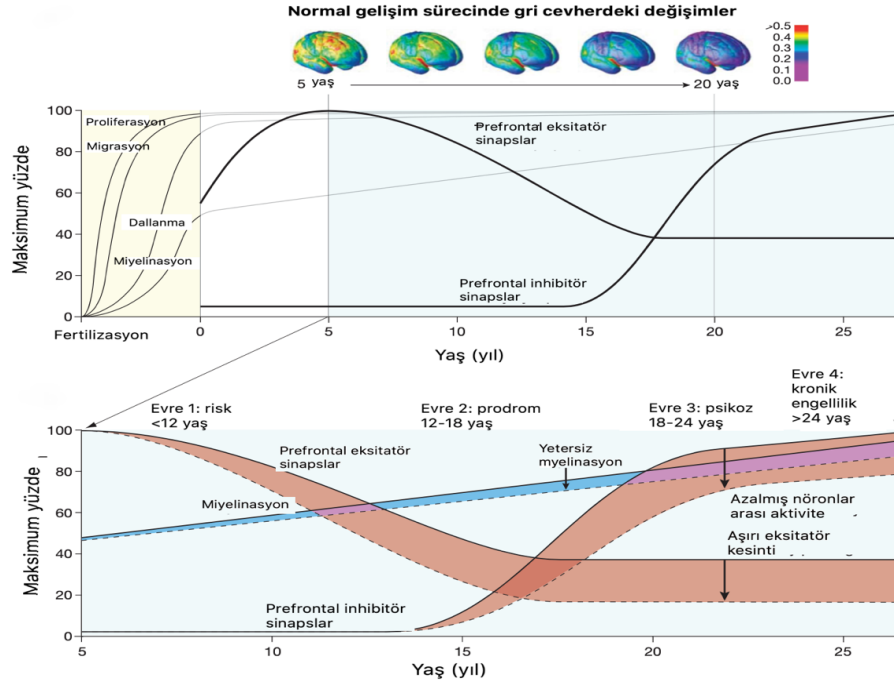 Normal gelişim sürecinde gri cevherdeki değişimler
>0.5
0.4
0.3
0.2
0.1
0.0
5 yaş
20 yaş
100
80
60
40
20
0
Maksimum yüzde
Proliferasyon
Migrasyon
Dallanma
Miyelinasyon
Prefrontal eksitatör
sinapslar
Prefrontal inhibitör
sinapslar
Fertilizasyon
0
5
10
15
20
25
Yaş (yıl)
Evre 1: risk
<12 yaş
Evre 2: prodrom
12-18 yaş
Evre 3: psikoz
18-24 yaş
Evre 4:
kronik
engellilik
>24 yaş
100
80
60
40
20
0
Maksimum yüzde
Prefrontal eksitatör
sinapslar
Yetersiz
myelinasyon
Miyelinasyon
Azalmış nöronlar
arası aktivite
Aşırı eksitatör
kesinti
Prefrontal inhibitör
sinapslar
5
10
15
20
25
Yaş (yıl)